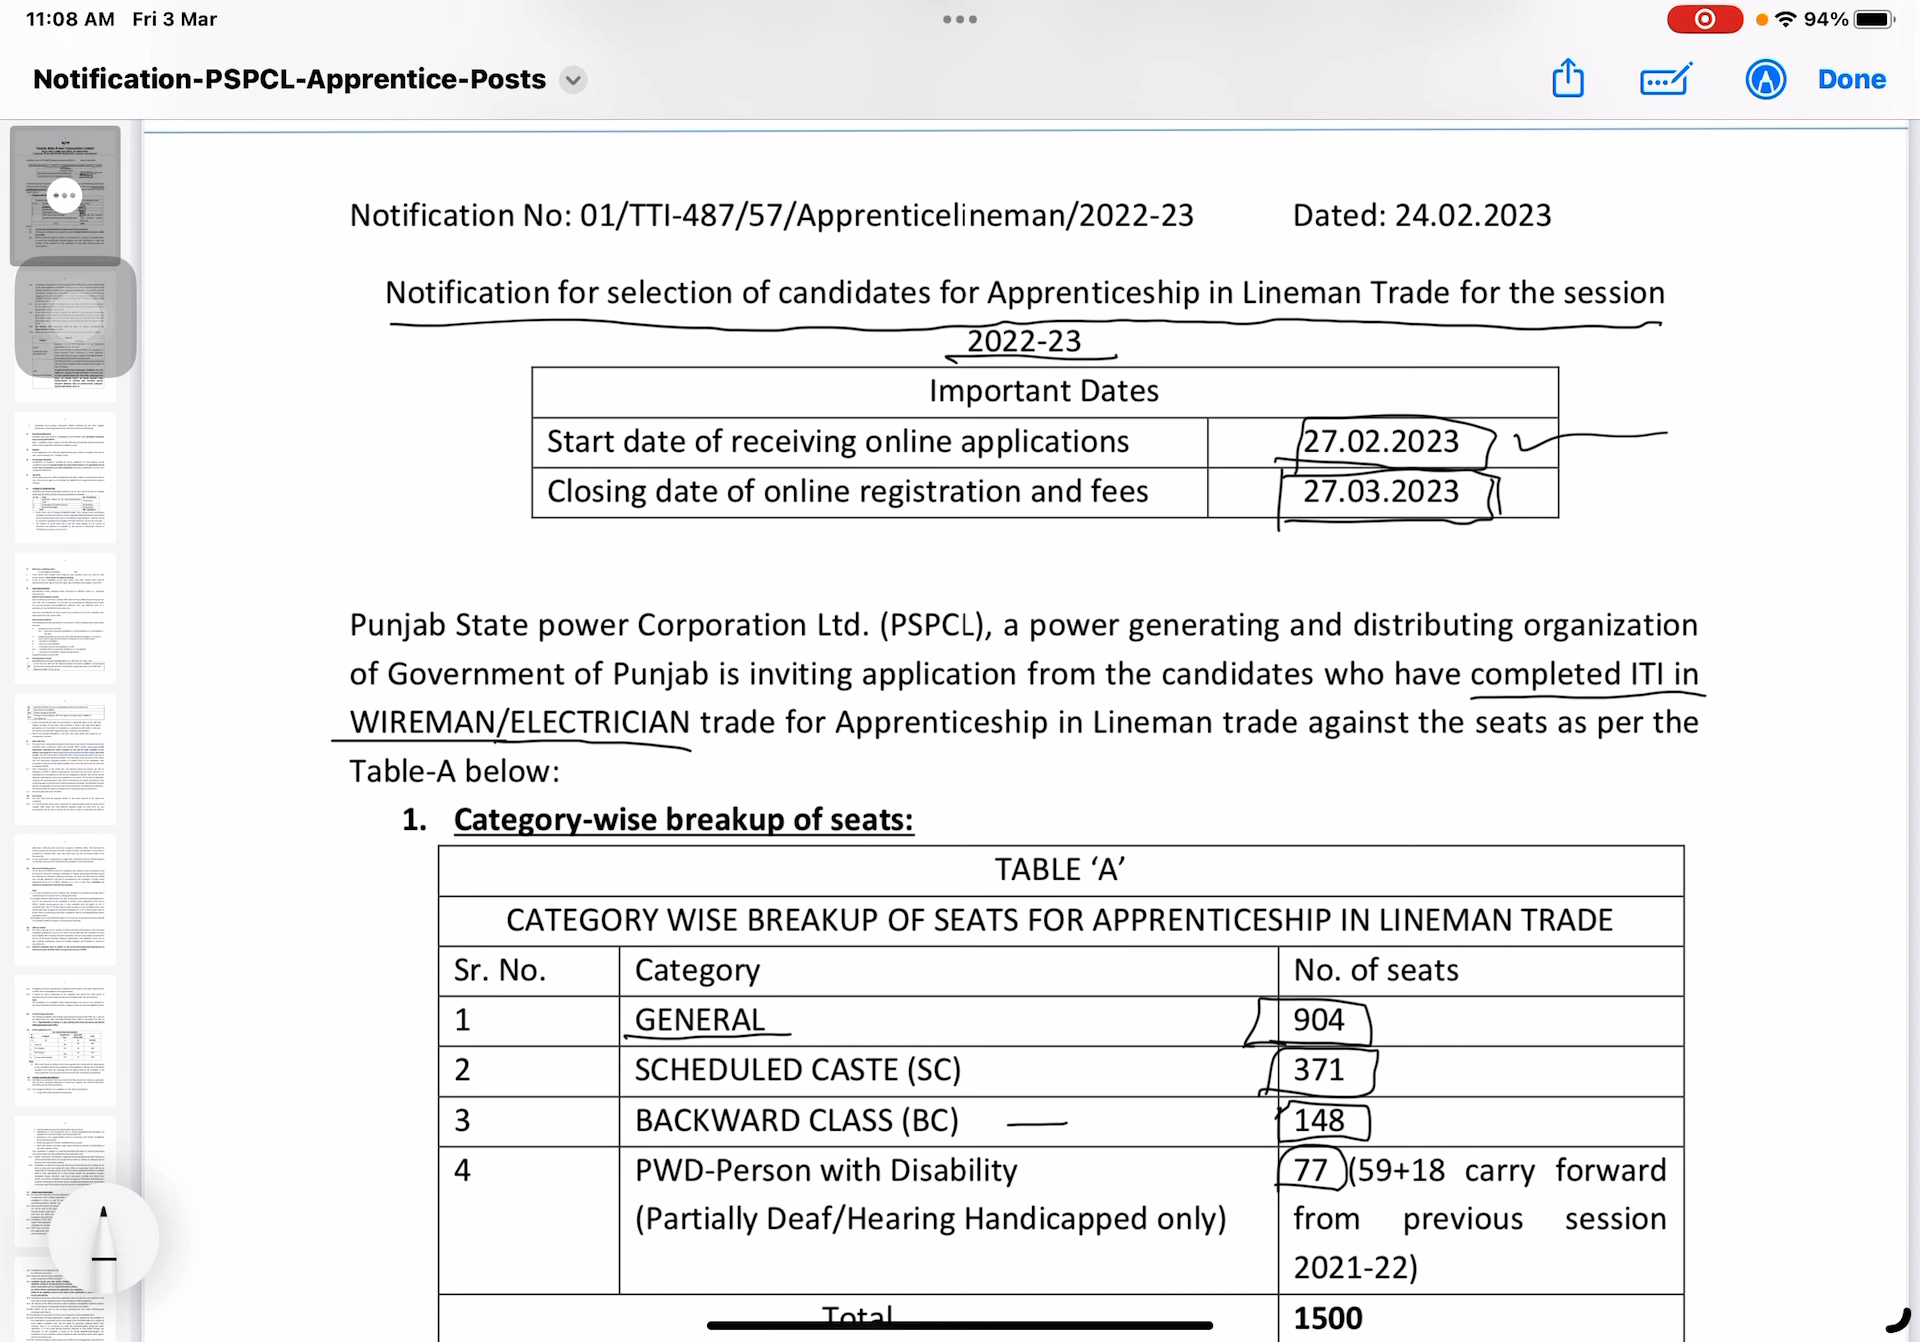 11:08 AM Fri 3 Mar
94%
Notification-PSPCL-Apprentice-Posts
Done
Notification No: 01/TTI-487/57/Apprenticelineman/2022-23 Dated: 24.02.2023
Notification for selection of candidates for Apprenticeship in Lineman Trade for the session
2022-23
Important Dates
Start date of receiving online applications 27.02.2023
Closing date of online registration and fees 27.03.2023
Punjab State power Corporation Ltd. (PSPCL), a power generating and distributing organization
of Government of Punjab is inviting application from the candidates who have completed ITI in
WIREMAN/ELECTRICIAN trade for Apprenticeship in Lineman trade against the seats as per the
Table-A below:
1. Category-wise breakup of seats:
TABLE ‘A’
CATEGORY WISE BREAKUP OF SEATS FOR APPRENTICESHIP IN LINEMAN TRADE
Sr. No. Category No. of seats
1 GENERAL 904
2 SCHEDULED CASTE (SC) 371
3 BACKWARD CLASS (BC) 148
4 PWD-Person with Disability 77 (59+18 carry forward
(Partially Deaf/Hearing Handicapped only) from previous session
2021-22)
Total 1500